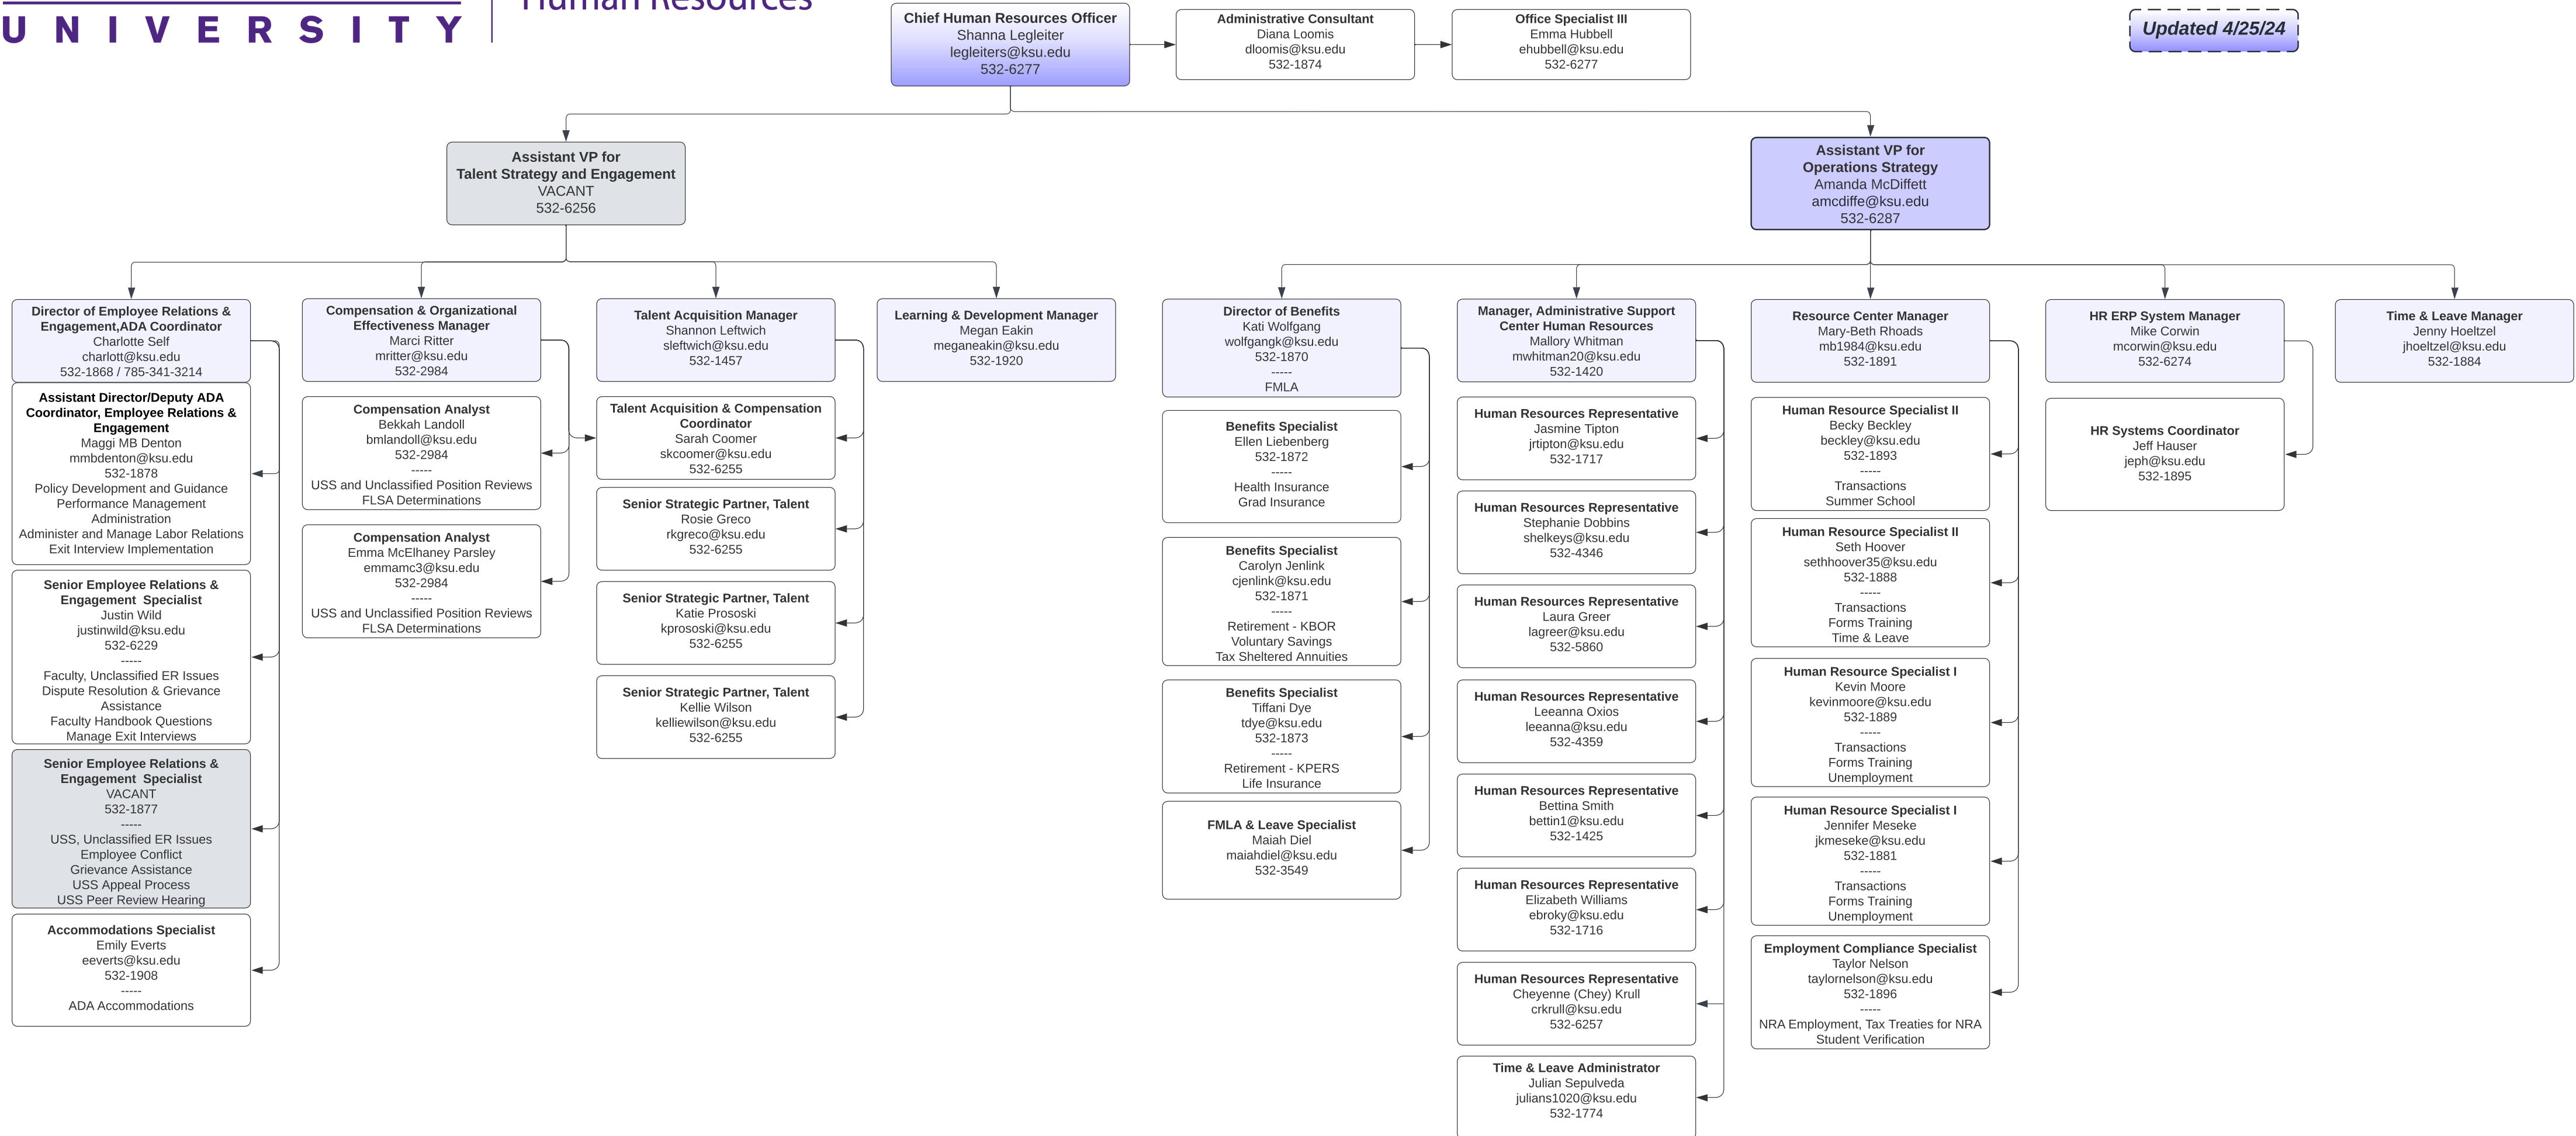 UNIVERSITY
Human Resources
Chief Human Resources Officer
Shanna Legleiter
legleiters@ksu.edu
532-6277
Administrative Consultant
Diana Loomis
dloomis@ksu.edu
532-1874
Office Specialist III
Emma Hubbell
ehubbell@ksu.edu
532-6277
Updated 4/25/24
Assistant VP for
Talent Strategy and Engagement
VACANT
532-6256
Assistant VP for
Operations Strategy
Amanda McDiffett
amcdiffe@ksu.edu
532-6287
Director of Employee Relations &
Engagement,ADA Coordinator
Charlotte Self
charlott@ksu.edu
532-1868 / 785-341-3214
Assistant Director/Deputy ADA
Coordinator, Employee Relations &
Engagement
Maggi MB Denton
mmbdenton@ksu.edu
532-1878
Policy Development and Guidance
Performance Management
Administration
Administer and Manage Labor Relations
Exit Interview Implementation
Senior Employee Relations &
Engagement  Specialist
Justin Wild
justinwild@ksu.edu
532-6229
-----
Faculty, Unclassified ER Issues
Dispute Resolution & Grievance
Assistance
Faculty Handbook Questions
Manage Exit Interviews
Senior Employee Relations &
Engagement  Specialist
VACANT
532-1877
-----
USS, Unclassified ER Issues
Employee Conflict
Grievance Assistance
USS Appeal Process
USS Peer Review Hearing
Accommodations Specialist
Emily Everts
eeverts@ksu.edu
532-1908
-----
ADA Accommodations
Compensation & Organizational
Effectiveness Manager
Marci Ritter
mritter@ksu.edu
532-2984
Compensation Analyst
Bekkah Landoll
bmlandoll@ksu.edu
532-2984
-----
USS and Unclassified Position Reviews
FLSA Determinations
Compensation Analyst
Emma McElhaney Parsley
emmamc3@ksu.edu
532-2984
-----
USS and Unclassified Position Reviews
FLSA Determinations
Talent Acquisition Manager
Shannon Leftwich
sleftwich@ksu.edu
532-1457
Talent Acquisition & Compensation
Coordinator
Sarah Coomer
skcoomer@ksu.edu
532-6255
Senior Strategic Partner, Talent
Rosie Greco
rkgreco@ksu.edu
532-6255
Senior Strategic Partner, Talent
Katie Prososki
kprososki@ksu.edu
532-6255
Senior Strategic Partner, Talent
Kellie Wilson
kelliewilson@ksu.edu
532-6255
Learning & Development Manager
Megan Eakin
meganeakin@ksu.edu
532-1920
Director of Benefits
Kati Wolfgang
wolfgangk@ksu.edu
532-1870
-----
FMLA
Benefits Specialist
Ellen Liebenberg
532-1872
-----
Health Insurance
Grad Insurance
Benefits Specialist
Carolyn Jenlink
cjenlink@ksu.edu
532-1871
-----
Retirement - KBOR
Voluntary Savings
Tax Sheltered Annuities
Benefits Specialist
Tiffani Dye
tdye@ksu.edu
532-1873
-----
Retirement - KPERS
Life Insurance
FMLA & Leave Specialist
Maiah Diel
maiahdiel@ksu.edu
532-3549
Manager, Administrative Support
Center Human Resources
Mallory Whitman
mwhitman20@ksu.edu
532-1420
Human Resources Representative
Jasmine Tipton
jrtipton@ksu.edu
532-1717
Human Resources Representative
Stephanie Dobbins
shelkeys@ksu.edu
532-4346
Human Resources Representative
Laura Greer
lagreer@ksu.edu
532-5860
Human Resources Representative
Leeanna Oxios
leeanna@ksu.edu
532-4359
Human Resources Representative
Bettina Smith
bettin1@ksu.edu
532-1425
Human Resources Representative
Elizabeth Williams
ebroky@ksu.edu
532-1716
Human Resources Representative
Cheyenne (Chey) Krull
crkrull@ksu.edu
532-6257
Time & Leave Administrator
Julian Sepulveda
julians1020@ksu.edu
532-1774
Resource Center Manager
Mary-Beth Rhoads
mb1984@ksu.edu
532-1891
Human Resource Specialist II
Becky Beckley
beckley@ksu.edu
532-1893
-----
Transactions
Summer School
Human Resource Specialist II
Seth Hoover
sethhoover35@ksu.edu
532-1888
-----
Transactions
Forms Training
Time & Leave
Human Resource Specialist I
Kevin Moore
kevinmoore@ksu.edu
532-1889
-----
Transactions
Forms Training
Unemployment
Human Resource Specialist I
Jennifer Meseke
jkmeseke@ksu.edu
532-1881
-----
Transactions
Forms Training
Unemployment
Employment Compliance Specialist
Taylor Nelson
taylornelson@ksu.edu
532-1896
-----
NRA Employment, Tax Treaties for NRA
Student Verification
HR ERP System Manager
Mike Corwin
mcorwin@ksu.edu
532-6274
HR Systems Coordinator
Jeff Hauser
jeph@ksu.edu
532-1895
Time & Leave Manager
Jenny Hoeltzel
jhoeltzel@ksu.edu
532-1884